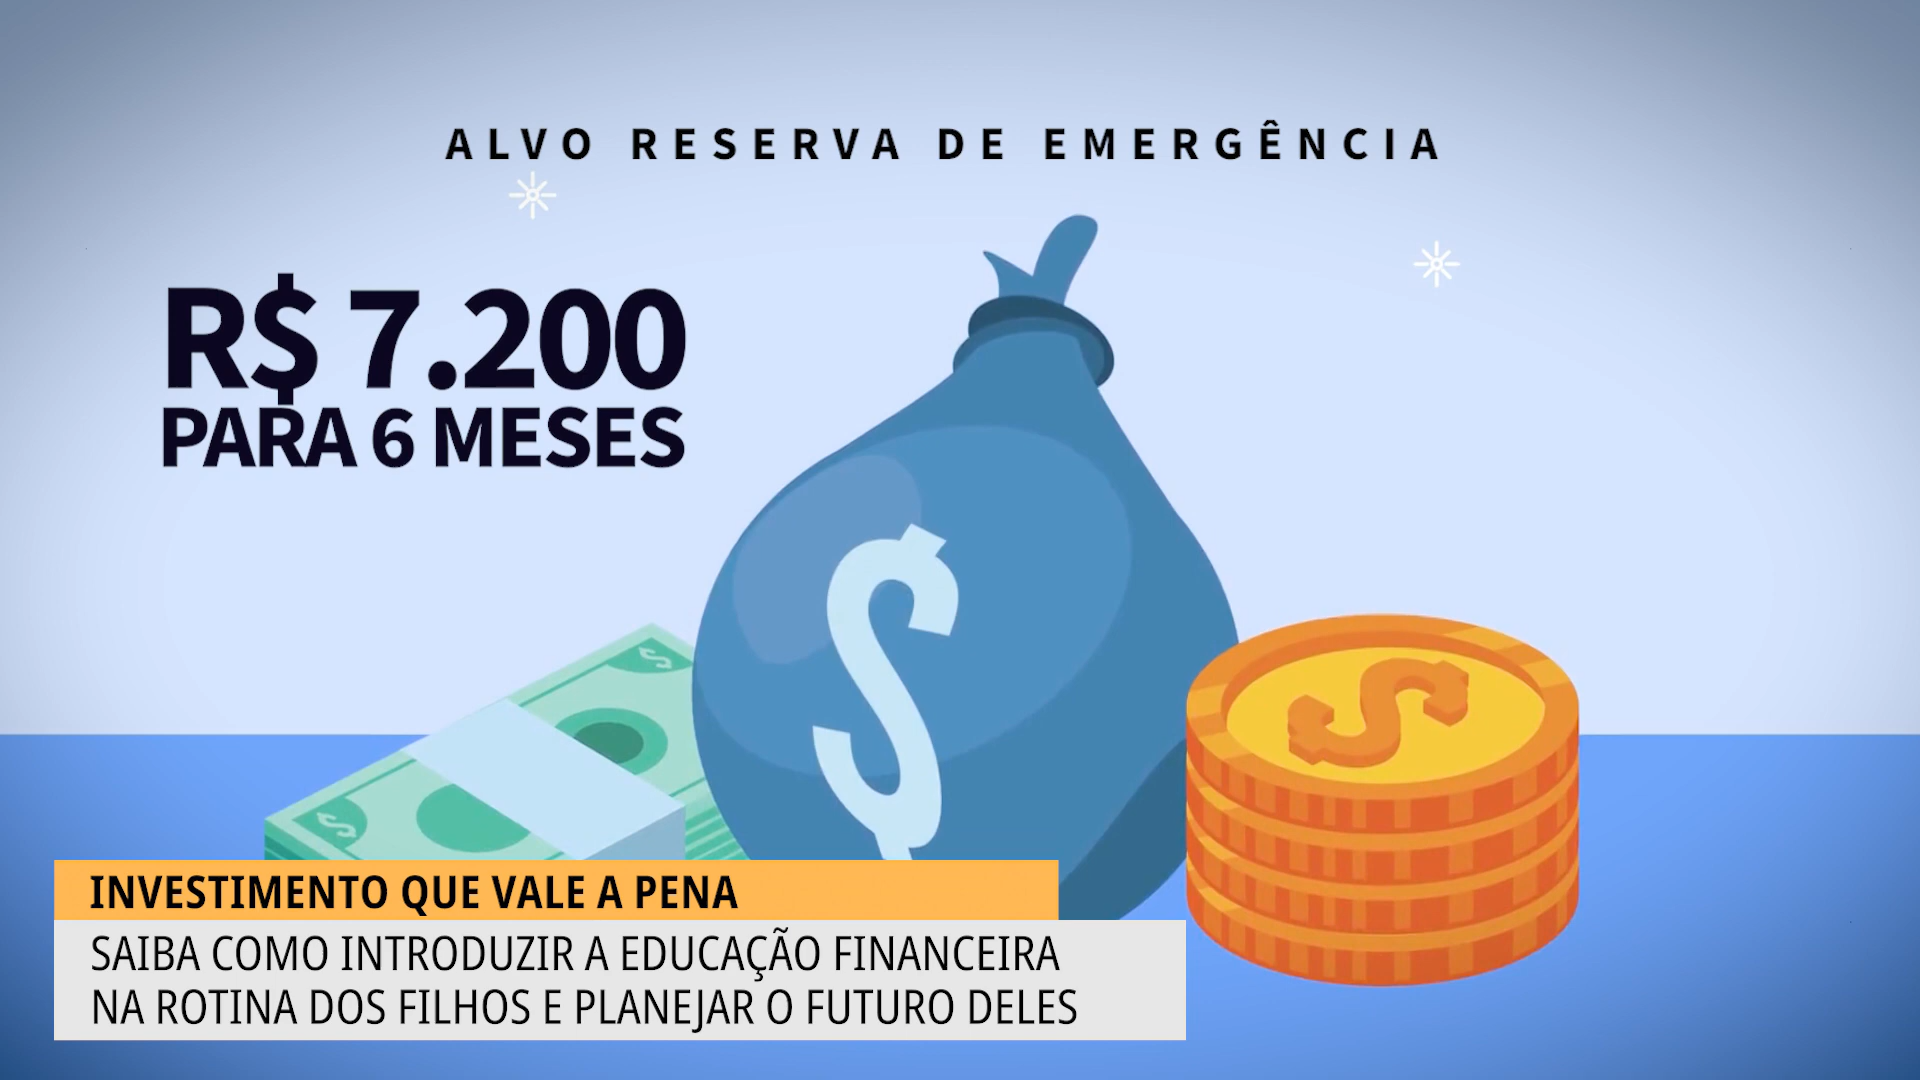 ALVO RESERVA DE EMERGÊNCIA
R$ 7.200
PARA 6 MESES
$
$
$
$
INVESTIMENTO QUE VALE A PENA
SAIBA COMO INTRODUZIR A EDUCAÇÃO FINANCEIRA
NA ROTINA DOS FILHOS E PLANEJAR O FUTURO DELES